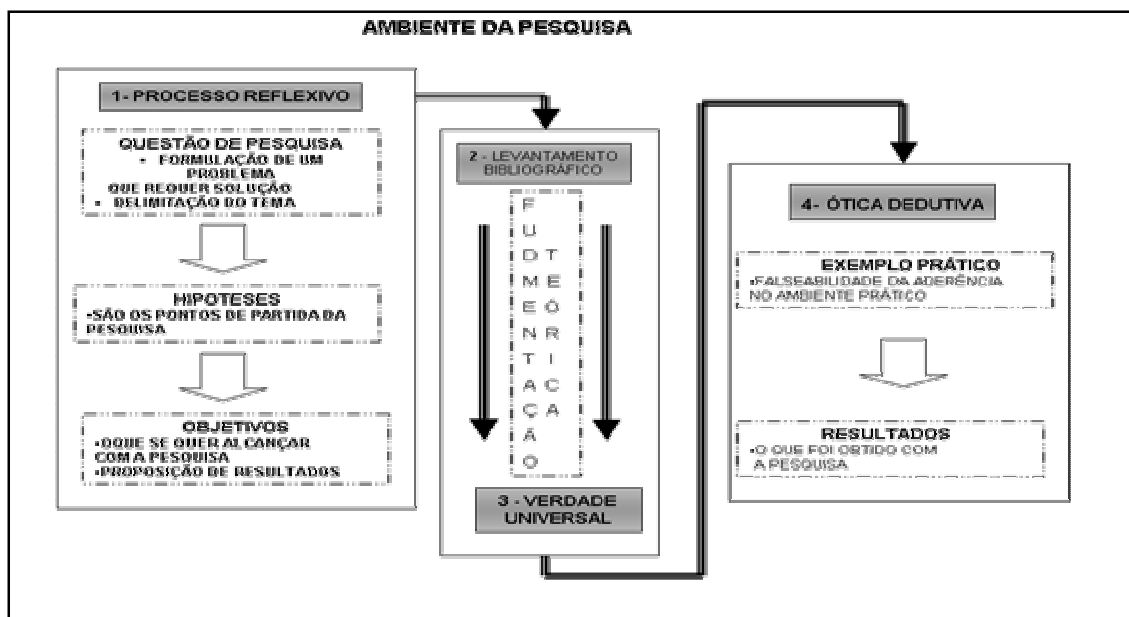 AMBIENTE DA PESQUISA
1- PROCESSO REFLEXIVO
QUESTÃO DE PESQUISA
• FORMULAÇÃO DE UM
PROBLEMA
QUE REQUER SOLUÇÃO
• DELIMITAÇÃO DO TEMA
HIPOTESES
•SÃO OS PONTOS DE PARTIDA DA
PESQUISA
OBJETIVOS
•OQUE SE QUER ALCANÇAR
COM A PESQUISA
•PROPOSIÇÃO DE RESULTADOS
2 - LEVANTAMENTO
BIBLIOGRÁFICO
FUDMENTAÇÃO
TEÓRICA
3 - VERDADE
UNIVERSAL
4- ÓTICA DEDUTIVA
EXEMPLO PRÁTICO
•FALSEABILIDADE DA ADERÊNCIA
NO AMBIENTE PRÁTICO
RESULTADOS
•O QUE FOI OBTIDO COM
A PESQUISA